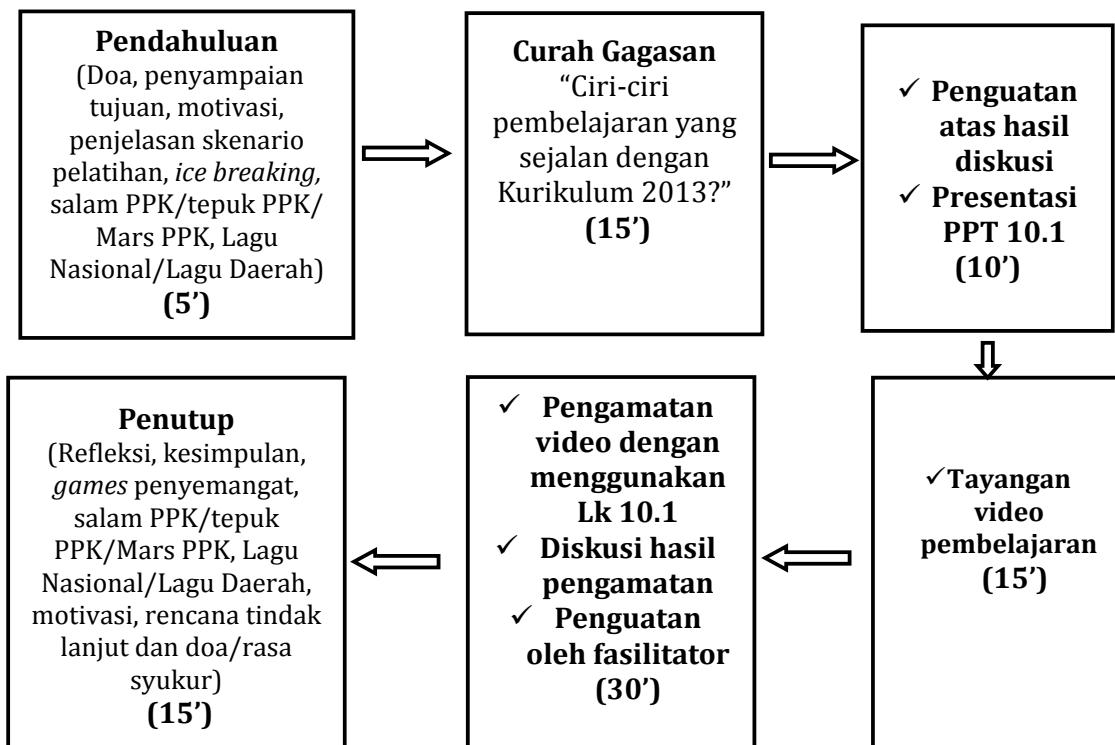 Pendahuluan
(Doa, penyampaian
tujuan, motivasi,
penjelasan skenario
pelatihan, ice breaking,
salam PPK/tepuk PPK/
Mars PPK, Lagu
Nasional/Lagu Daerah)
(5’)
Curah Gagasan
“Ciri-ciri
pembelajaran yang
sejalan dengan
Kurikulum 2013?”
(15’)
✓ Penguatan
atas hasil
diskusi
✓ Presentasi
PPT 10.1
(10’)
✓Tayangan
video
pembelajaran
(15’)
✓ Pengamatan
video dengan
menggunakan
Lk 10.1
✓ Diskusi hasil
pengamatan
✓ Penguatan
oleh fasilitator
(30’)
Penutup
(Refleksi, kesimpulan,
games penyemangat,
salam PPK/tepuk
PPK/Mars PPK, Lagu
Nasional/Lagu Daerah,
motivasi, rencana tindak
lanjut dan doa/rasa
syukur)
(15’)